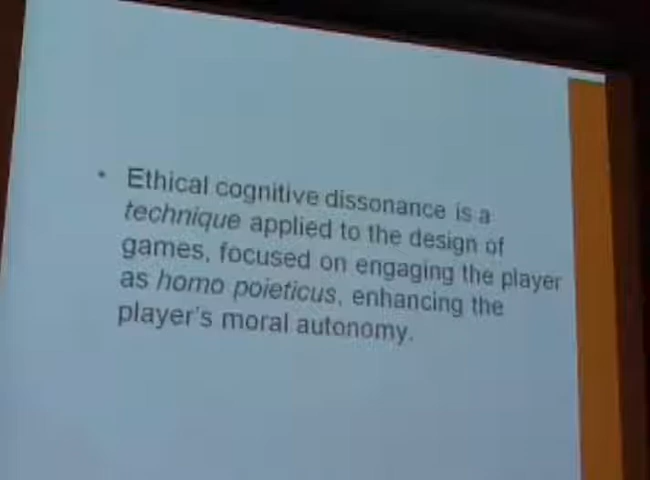 • Ethical cognitive dissonance is a
technique applied to the design of
games, focused on engaging the player
as homo poieticus, enhancing the
player's moral autonomy.